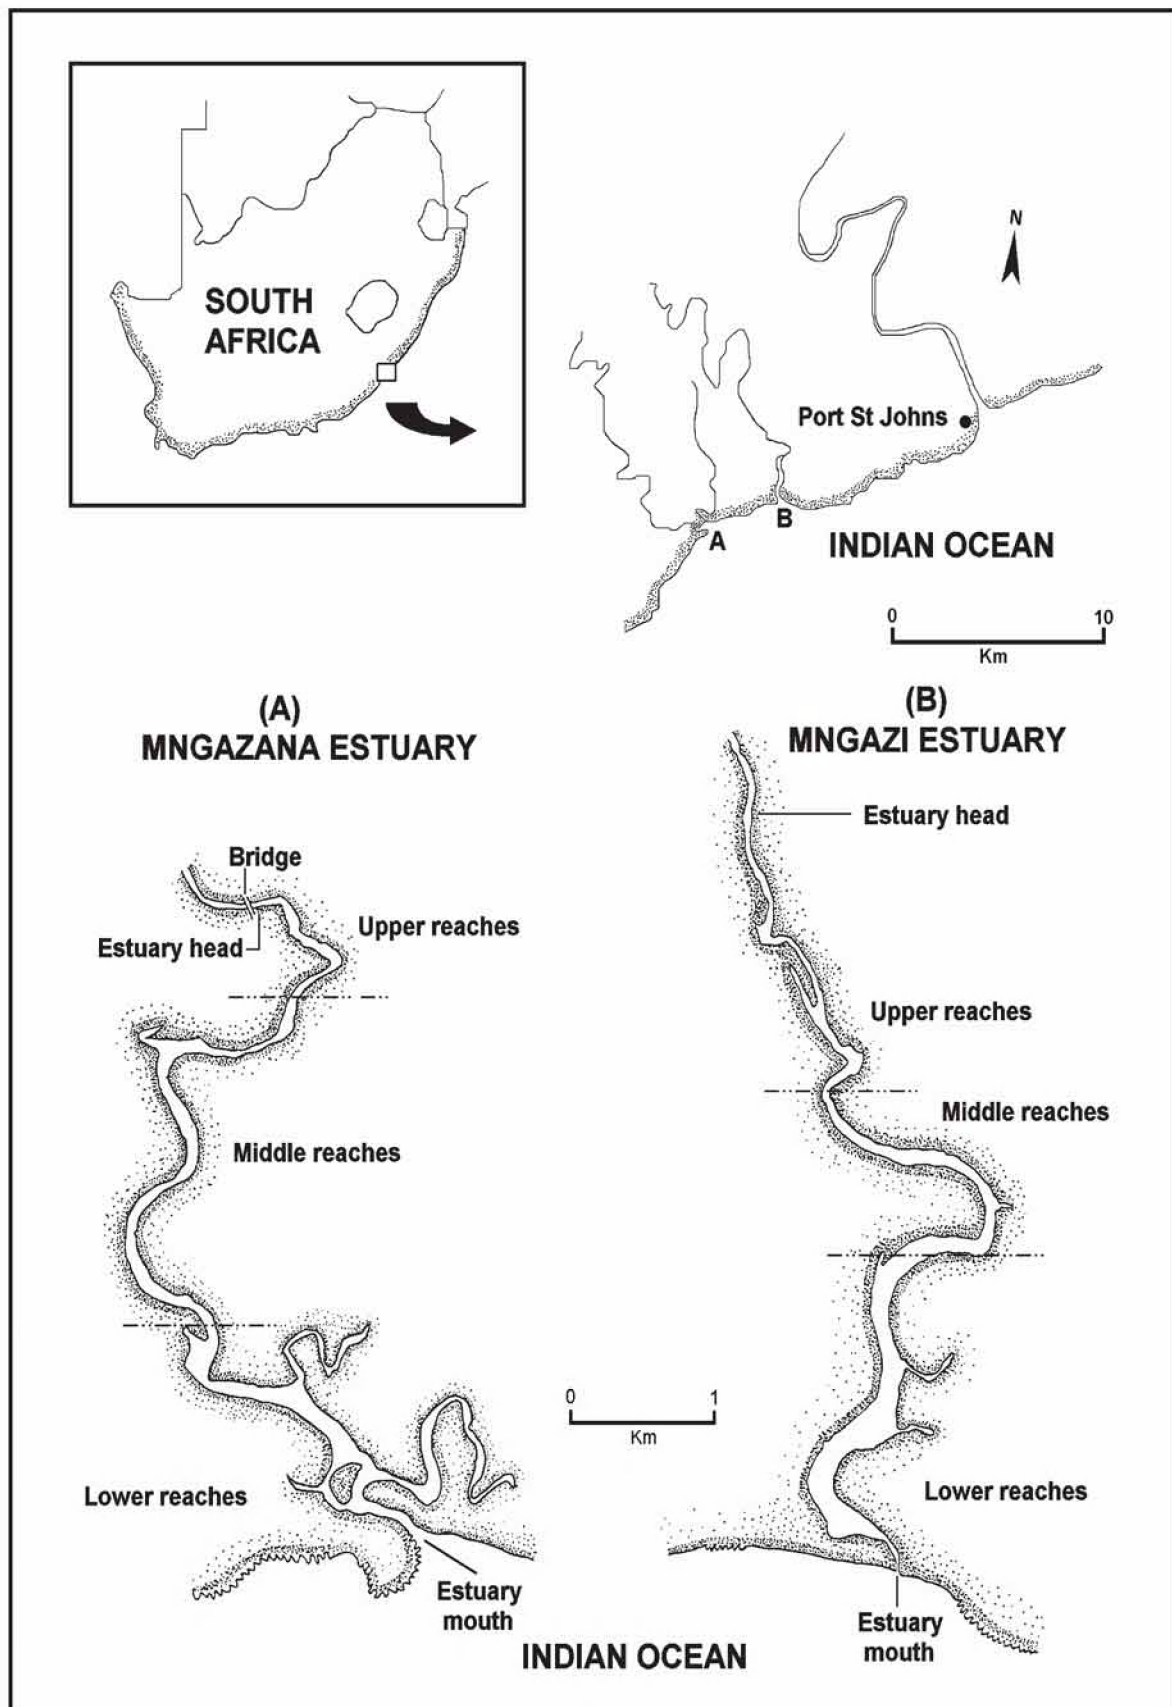 SOUTH
AFRICA
N
Port St Johns
A
B
INDIAN OCEAN
0 10
Km
(A)
MNGAZANA ESTUARY
Bridge
Estuary head
Upper reaches
Middle reaches
Lower reaches
Estuary
mouth
0 1
Km
(B)
MNGAZI ESTUARY
Estuary head
Upper reaches
Middle reaches
Lower reaches
Estuary
mouth
INDIAN OCEAN